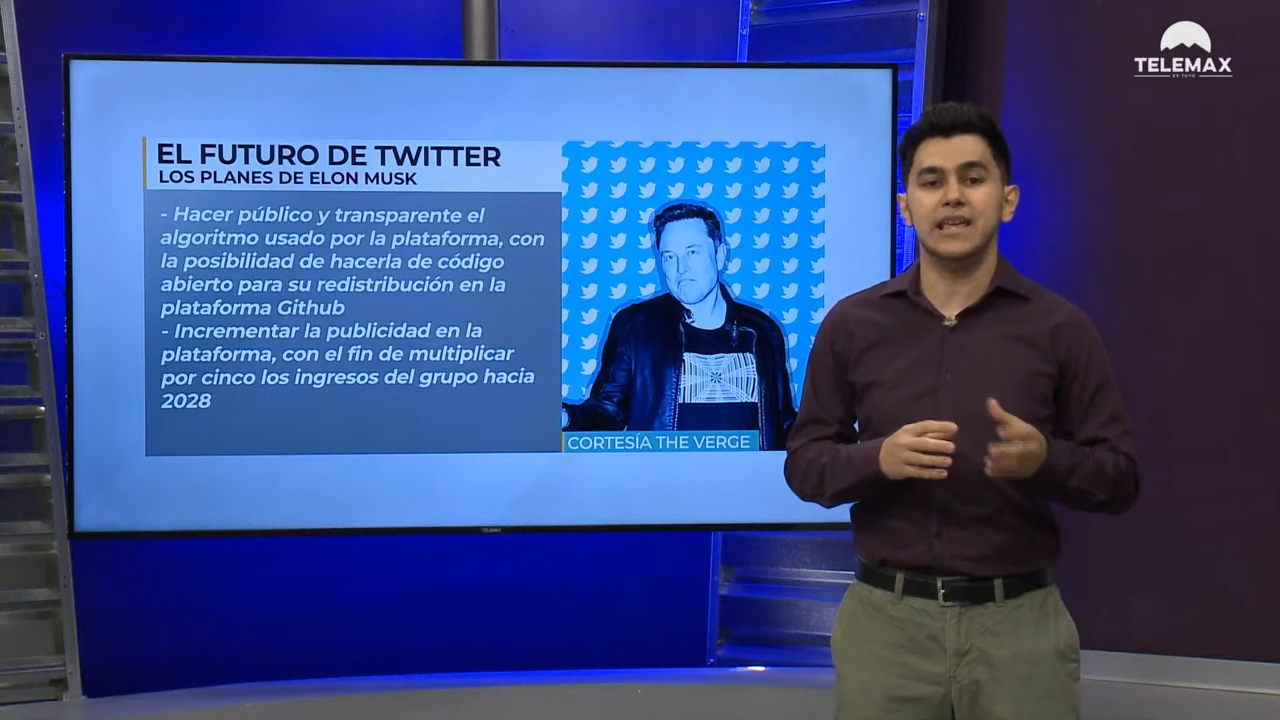 TELEMAX
ES TUYO
EL FUTURO DE TWITTER
LOS PLANES DE ELON MUSK
- Hacer público y transparente el
algoritmo usado por la plataforma, con
la posibilidad de hacerla de código
abierto para su redistribución en la
plataforma Github
- Incrementar la publicidad en la
plataforma, con el fin de multiplicar
por cinco los ingresos del grupo hacia
2028
CORTESÍA THE VERGE